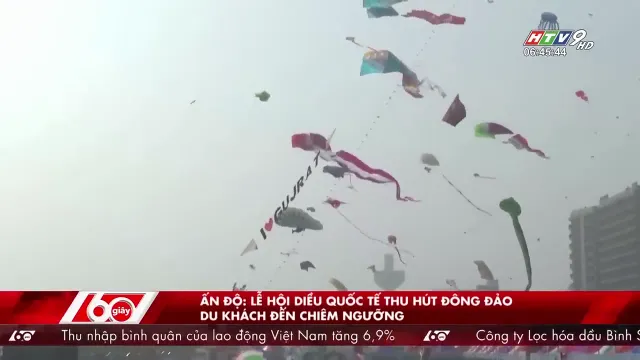 HTV9 HD
06:45:44
I ♥ GUJRAT
60 giây
ẤN ĐỘ: LỄ HỘI DIỀU QUỐC TẾ THU HÚT ĐÔNG ĐẢO
DU KHÁCH ĐẾN CHIÊM NGƯỠNG
Thu nhập bình quân của lao động Việt Nam tăng 6,9%
60giây
Công ty Lọc hóa dầu Bình S